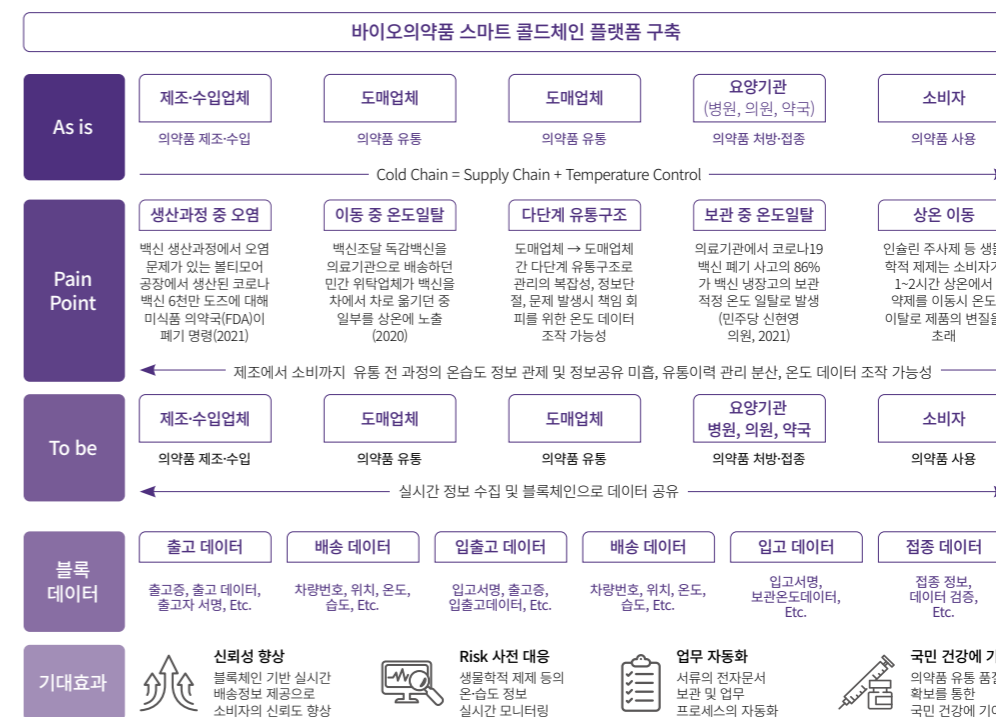 바이오의약품 스마트 콜드체인 플랫폼 구축
As is
제조·수입업체
의약품 제조·수입
도매업체
의약품 유통
도매업체
의약품 유통
요양기관
(병원, 의원, 약국)
의약품 처방·접종
소비자
의약품 사용
Cold Chain = Supply Chain + Temperature Control
Pain
Point
생산과정 중 오염
백신 생산과정에서 오염
문제가 있는 볼티모어
공장에서 생산된 코로나
백신 6천만 도즈에 대해
미식품 의약국(FDA)이
폐기 명령(2021)
이동 중 온도일탈
백신조달 독감백신을
의료기관으로 배송하던
민간 위탁업체가 백신을
차에서 차로 옮기던 중
일부를 상온에 노출
(2020)
다단계 유통구조
도매업체 → 도매업체
간 다단계 유통구조로
관리의 복잡성, 정보단
절, 문제 발생시 책임 회
피를 위한 온도 데이터
조작 가능성
보관 중 온도일탈
의료기관에서 코로나19
백신 폐기 사고의 86%
가 백신 냉장고의 보관
적정 온도 일탈로 발생
(민주당 신현영
의원, 2021)
상온 이동
인슐린 주사제 등
학적 제제는
1~2시간 상온에서
약제를 이동시
이탈로 제품의
초래
제조에서 소비까지 유통 전 과정의 온습도 정보 관제 및 정보공유 미흡, 유통이력 관리 분산, 온도 데이터 조작 가능성
To be
제조·수입업체
의약품 제조·수입
도매업체
의약품 유통
도매업체
의약품 유통
요양기관
병원, 의원, 약국
의약품 처방·접종
소비자
의약품 사용
실시간 정보 수집 및 블록체인으로 데이터 공유
블록
데이터
출고 데이터
출고증, 출고 데이터,
출고자 서명, Etc.
배송 데이터
차량번호, 위치, 온도,
습도, Etc.
입출고 데이터
입고서명, 출고증,
입출고데이터, Etc.
배송 데이터
차량번호, 위치, 온도,
습도, Etc.
입고 데이터
입고서명,
보관온도데이터,
Etc.
접종 데이터
접종 정보,
데이터 검증,
Etc.
기대효과
신뢰성 향상
블록체인 기반 실시간
배송정보 제공으로
소비자의 신뢰도 향상
Risk 사전 대응
생물학적 제제 등의
온·습도 정보
실시간 모니터링
업무 자동화
서류의 전자문서
보관 및 업무
프로세스의 자동화
국민 건강에
의약품 유통
확보를 통한
국민 건강에